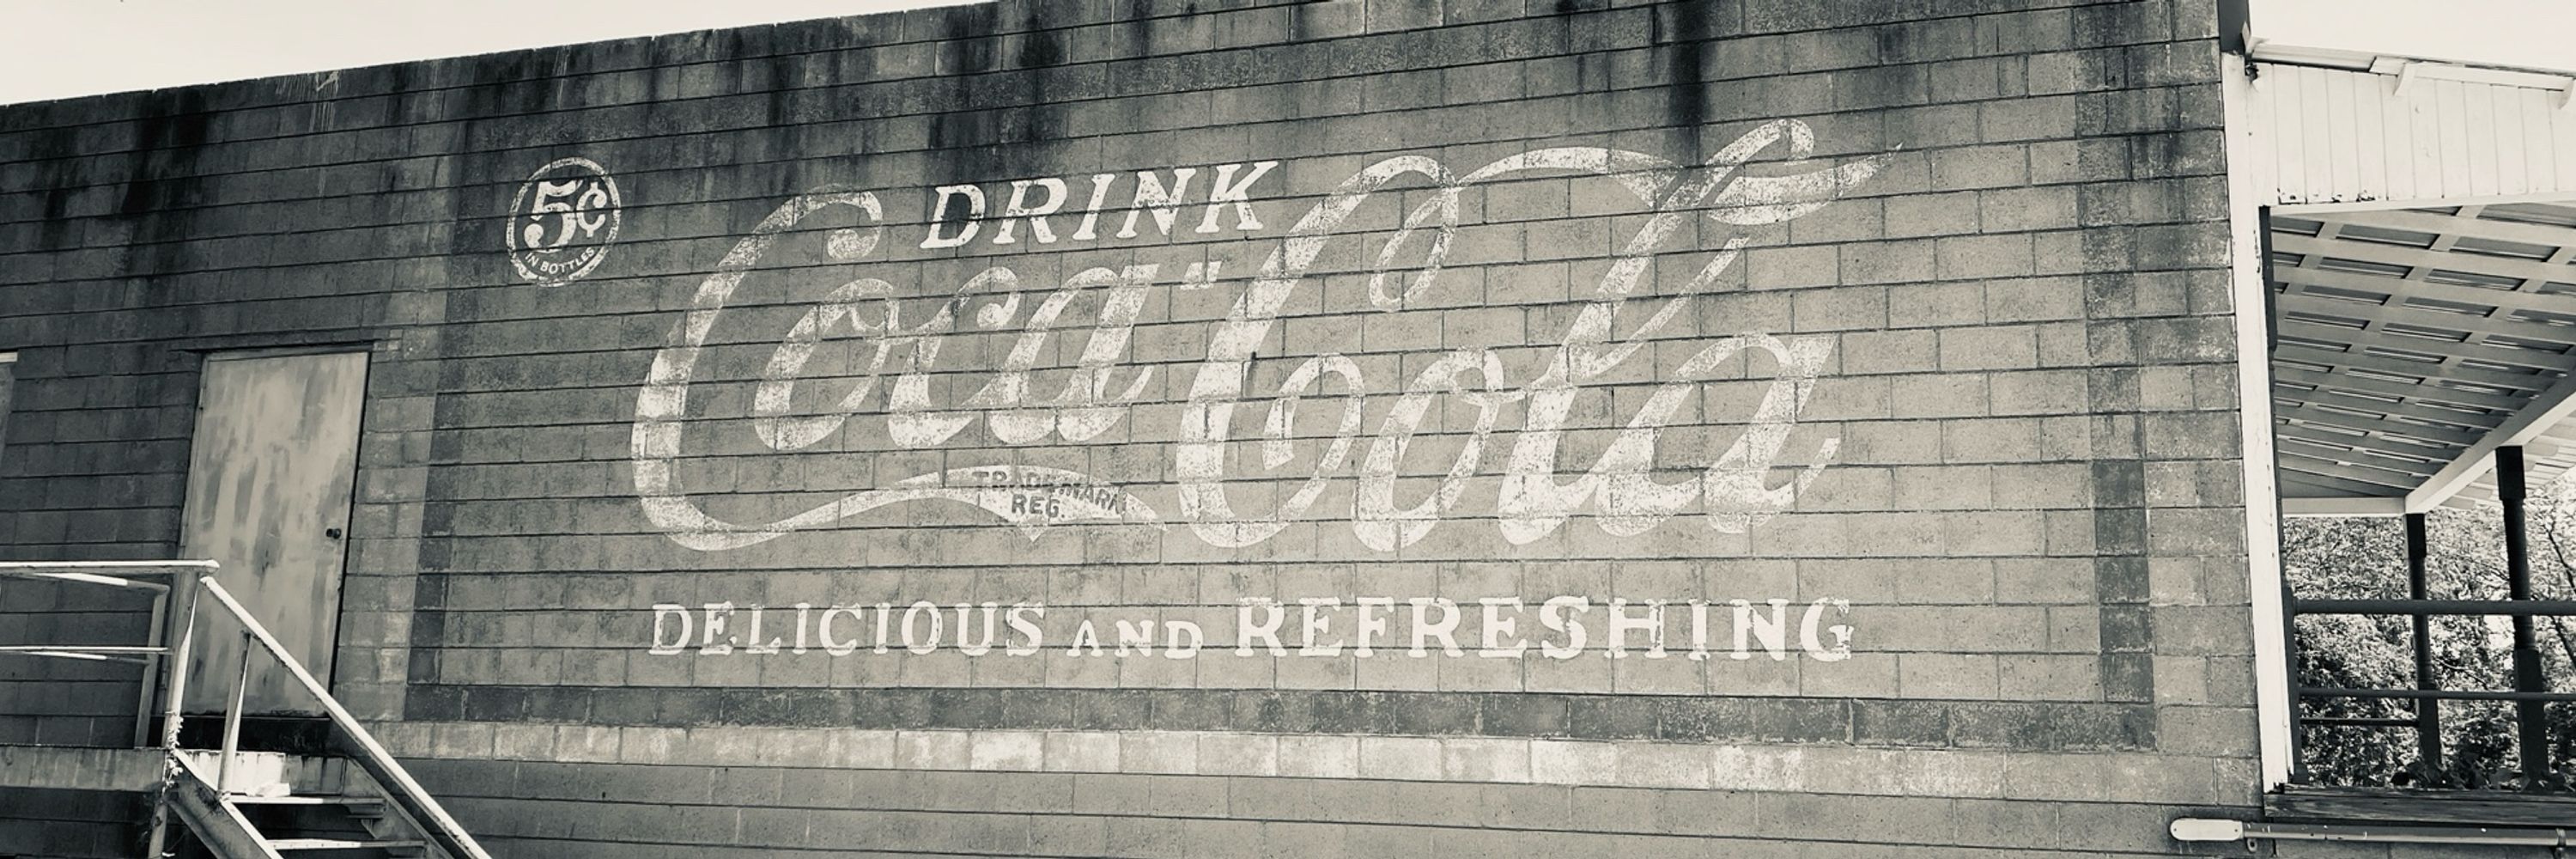 5¢
IN BOTTLES
DRINK
Coca-Cola
TRADE MARK
REG.
DELICIOUS AND REFRESHING